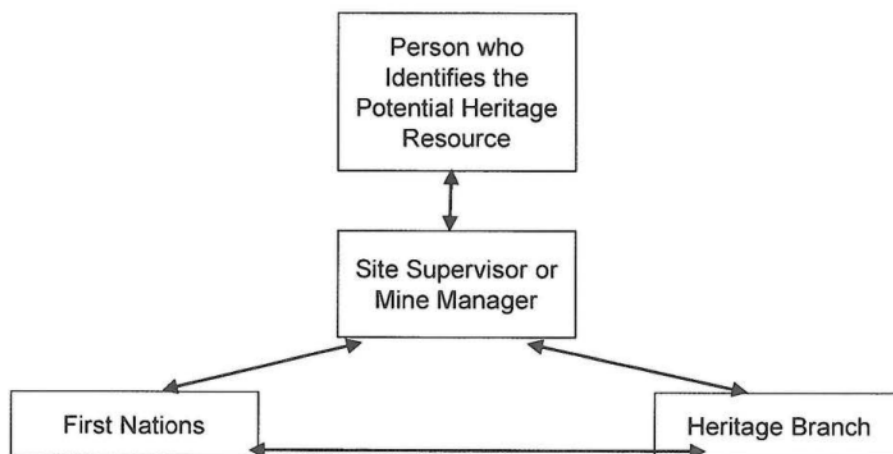 Person who
Identifies the
Potential Heritage
Resource
Site Supervisor or
Mine Manager
First Nations
Heritage Branch